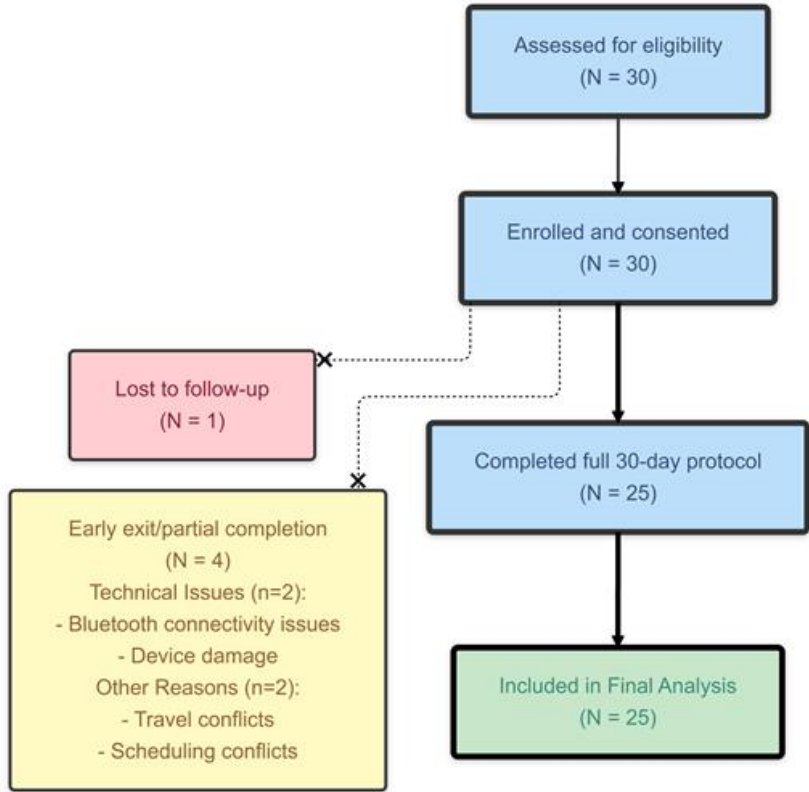 Assessed for eligibility
(N = 30)
Enrolled and consented
(N = 30)
Lost to follow-up
(N = 1)
Early exit/partial completion
(N = 4)
Technical Issues (n=2):
- Bluetooth connectivity issues
- Device damage
Other Reasons (n=2):
- Travel conflicts
- Scheduling conflicts
Completed full 30-day protocol
(N = 25)
Included in Final Analysis
(N = 25)